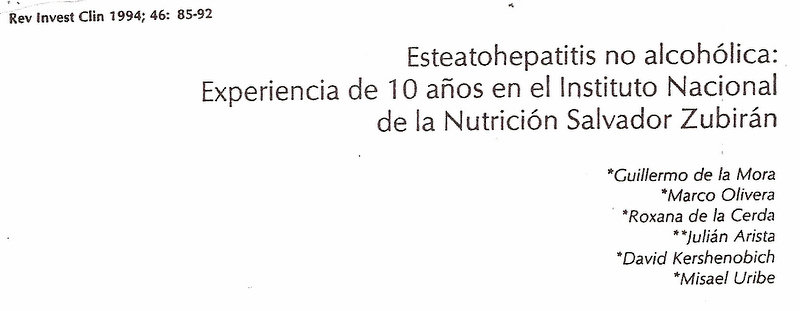 Rev Invest Clin 1994; 46: 85-92
Esteatohepatitis no alcohólica:
Experiencia de 10 años en el Instituto Nacional
de la Nutrición Salvador Zubirán
*Guillermo de la Mora
*Marco Olivera
*Roxana de la Cerda
**Julián Arista
*David Kershenobich
*Misael Uribe